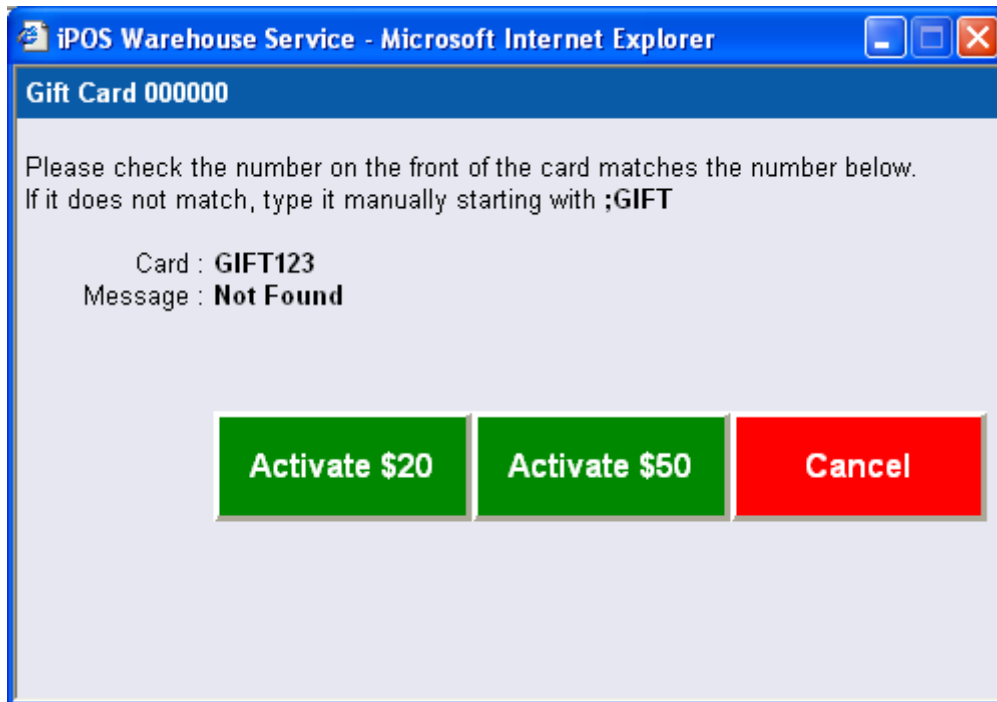 iPOS Warehouse Service - Microsoft Internet Explorer
Gift Card 000000
Please check the number on the front of the card matches the number below.
If it does not match, type it manually starting with ;GIFT
Card : GIFT123
Message : Not Found
Activate $20 Activate $50 Cancel